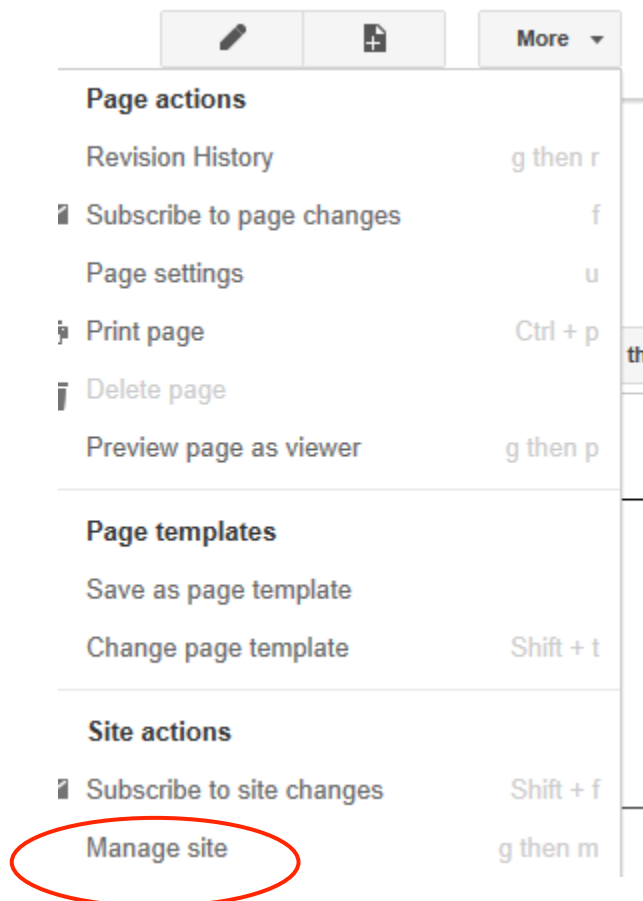 More
Page actions
Revision History g then r
Subscribe to page changes f
Page settings u
Print page Ctrl + p
th
Delete page
Preview page as viewer g then p
Page templates
Save as page template
Change page template Shift + t
Site actions
Subscribe to site changes Shift + f
Manage site g then m